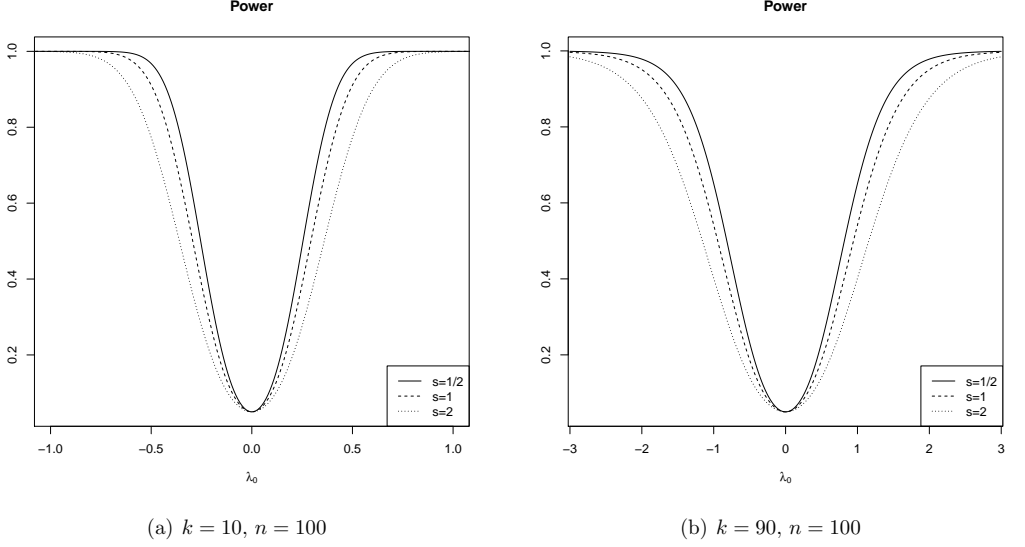 Power
1.0
0.8
0.6
0.4
0.2
−1.0 −0.5 0.0 0.5 1.0
λ₀
s=1/2
s=1
s=2
(a) k = 10, n = 100
Power
1.0
0.8
0.6
0.4
0.2
−3 −2 −1 0 1 2 3
λ₀
s=1/2
s=1
s=2
(b) k = 90, n = 100